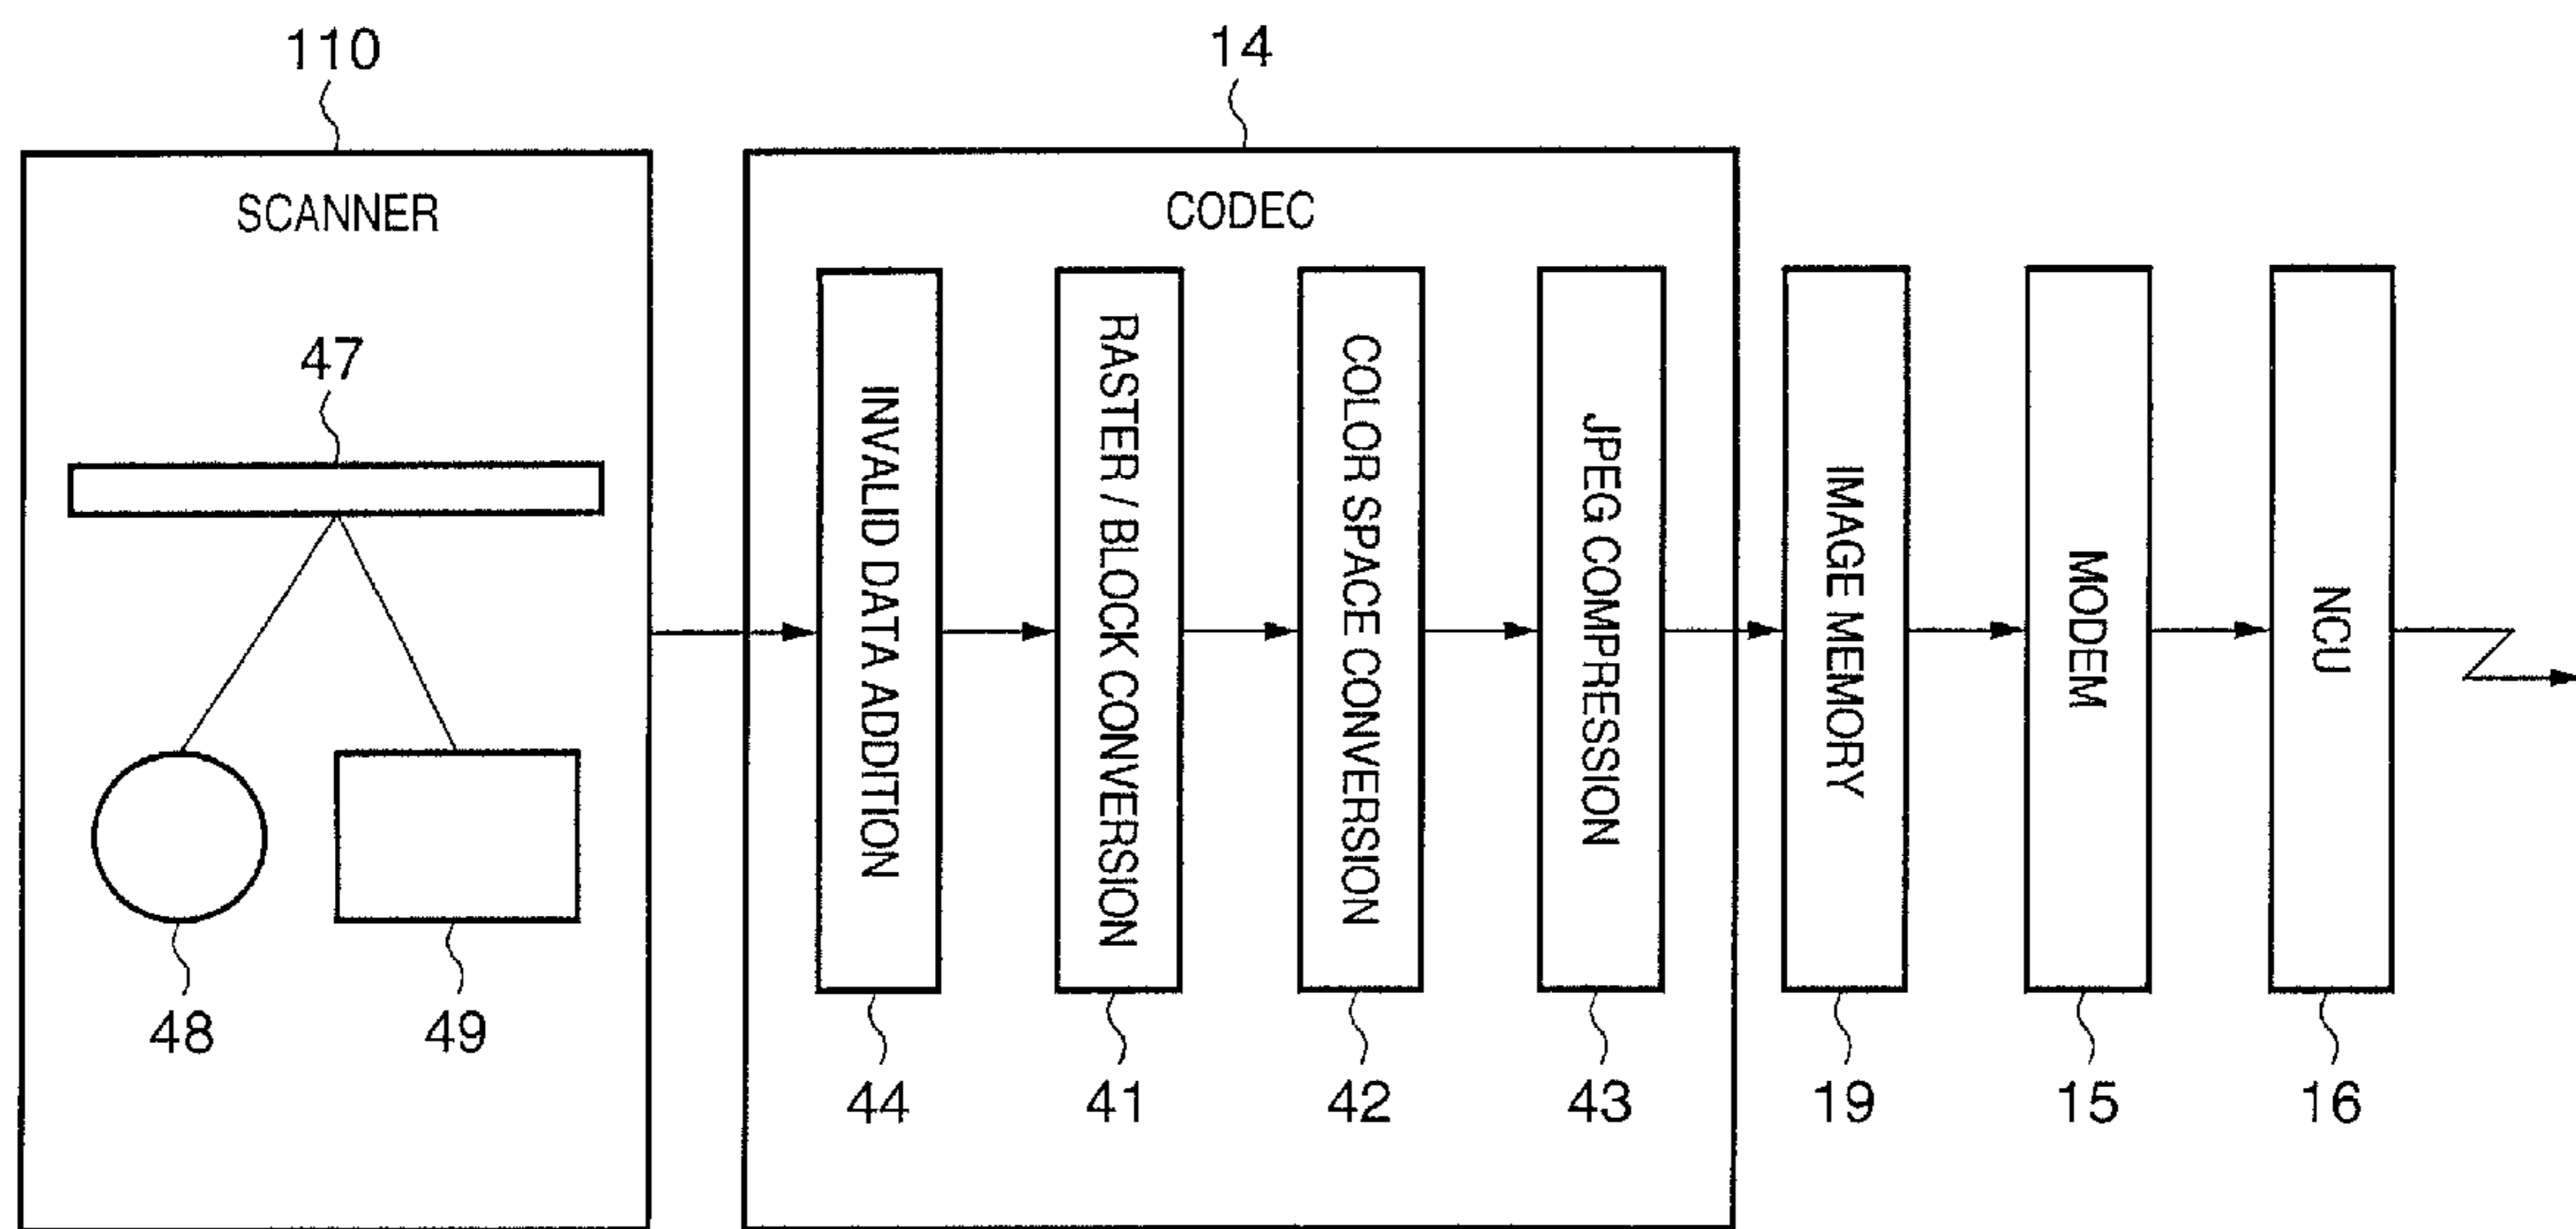 110
14
SCANNER
CODEC
47
48
49
INVALID DATA ADDITION
RASTER / BLOCK CONVERSION
COLOR SPACE CONVERSION
JPEG COMPRESSION
IMAGE MEMORY
MODEM
NCU
44
41
42
43
19
15
16